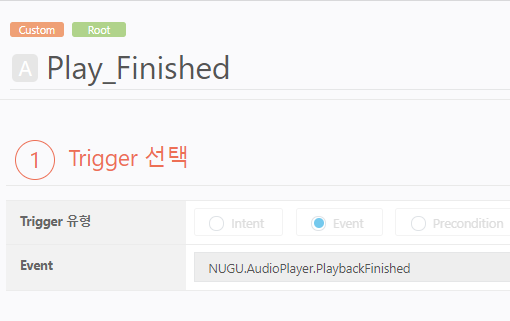 Custom Root
A Play_Finished
1 Trigger 선택
Trigger 유형 Intent Event Precondition
Event NUGU.AudioPlayer.PlaybackFinished